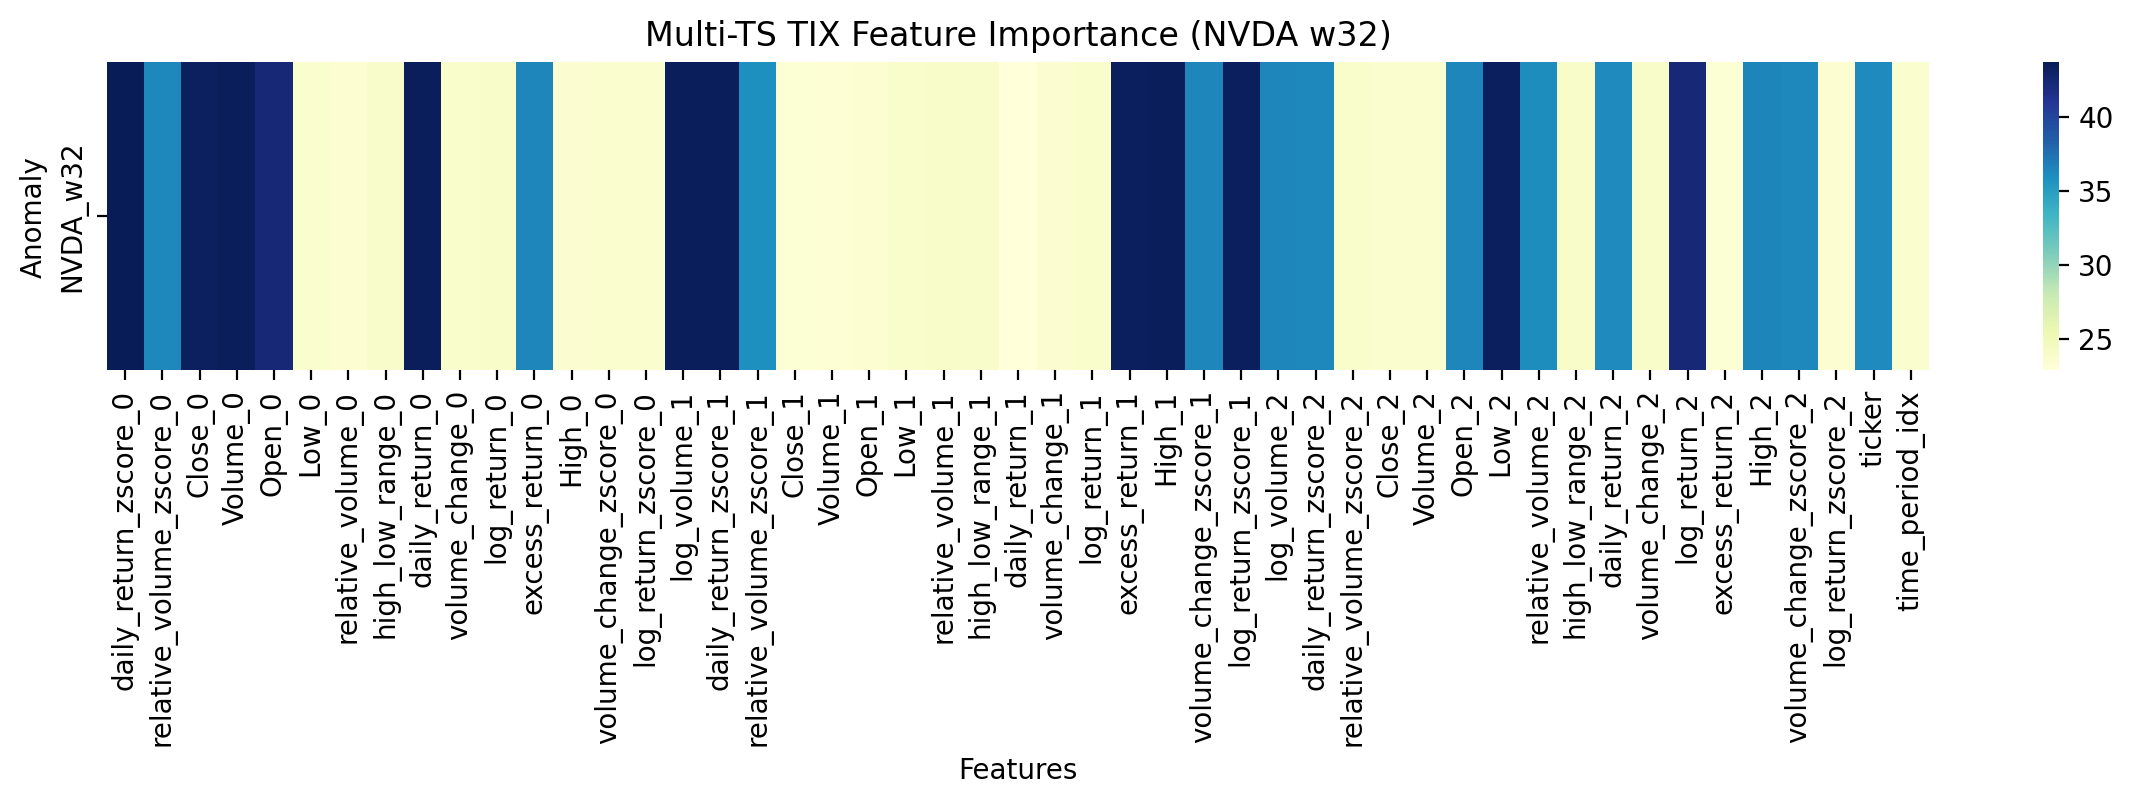 Multi-TS TIX Feature Importance (NVDA w32)
Anomaly
NVDA_w32
40
35
30
25
daily_return_zscore_0
relative_volume_zscore_0
Close_0
Volume_0
Open_0
Low_0
relative_volume_0
high_low_range_0
daily_return_0
volume_change_0
log_return_0
excess_return_0
High_0
volume_change_zscore_0
log_return_zscore_0
log_volume_1
daily_return_zscore_1
relative_volume_zscore_1
Close_1
Volume_1
Open_1
Low_1
relative_volume_1
high_low_range_1
daily_return_1
volume_change_1
log_return_1
excess_return_1
High_1
volume_change_zscore_1
log_return_zscore_1
log_volume_2
daily_return_zscore_2
relative_volume_zscore_2
Close_2
Volume_2
Open_2
Low_2
relative_volume_2
high_low_range_2
daily_return_2
volume_change_2
log_return_2
excess_return_2
High_2
volume_change_zscore_2
log_return_zscore_2
ticker
time_period_idx
Features